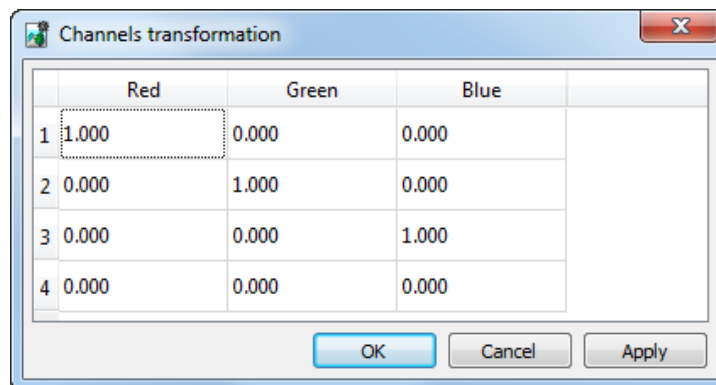 Channels transformation
Red Green Blue
1 1.000 0.000 0.000
2 0.000 1.000 0.000
3 0.000 0.000 1.000
4 0.000 0.000 0.000
OK Cancel Apply